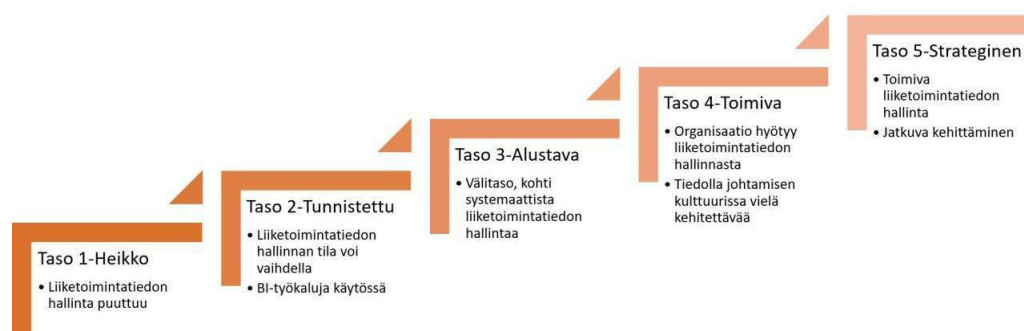 Taso 1-Heikko
• Liiketoimintatiedon
hallinta puuttuu
Taso 2-Tunnistettu
• Liiketoimintatiedon
hallinnan tila voi
vaihdella
• BI-työkaluja käytössä
Taso 3-Alustava
• Välitaso, kohti
systemaattista
liiketoimintatiedon
hallintaa
Taso 4-Toimiva
• Organisaatio hyötyy
liiketoimintatiedon
hallinnasta
• Tiedolla johtamisen
kulttuurissa vielä
kehitettävää
Taso 5-Strateginen
• Toimiva
liiketoimintatiedon
hallinta
• Jatkuva kehittäminen